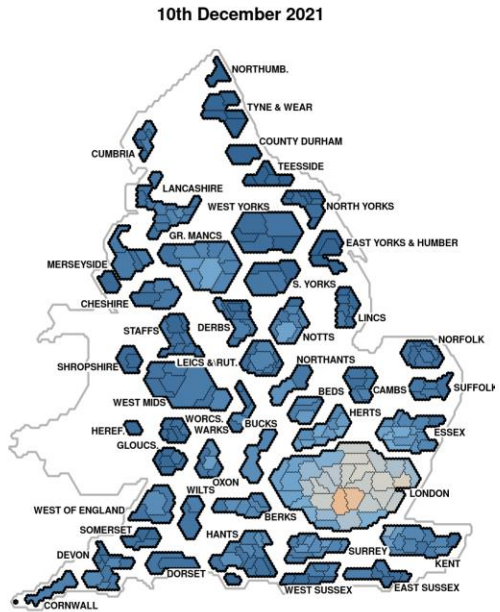 10th December 2021
NORTHUMB.
TYNE & WEAR
COUNTY DURHAM
CUMBRIA
TEESSIDE
LANCASHIRE
WEST YORKS
NORTH YORKS
GR. MANCS
EAST YORKS & HUMBER
MERSEYSIDE
S. YORKS
CHESHIRE
LINCS
STAFFS
DERBS
NOTTS
NORFOLK
SHROPSHIRE
LEICS & RUT.
NORTHANTS
WEST MIDS
BEDS
CAMBS
SUFFOLK
HEREF.
WORCS.
WARKS
BUCKS
HERTS
ESSEX
GLOUCS.
OXON
WILTS
LONDON
WEST OF ENGLAND
BERKS
SOMERSET
HANTS
SURREY
KENT
DEVON
DORSET
WEST SUSSEX
EAST SUSSEX
CORNWALL